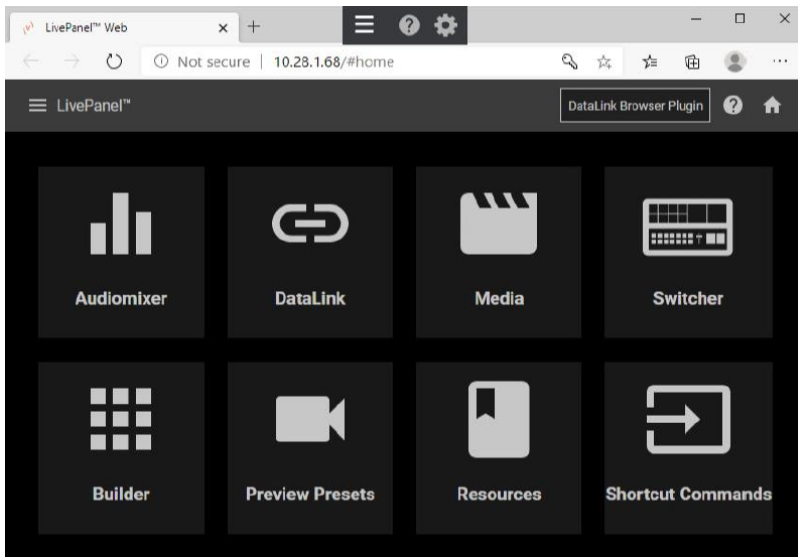 LivePanel™ Web
Not secure | 10.28.1.68/#home
LivePanel™
DataLink Browser Plugin
Audiomixer
DataLink
Media
Switcher
Builder
Preview Presets
Resources
Shortcut Commands